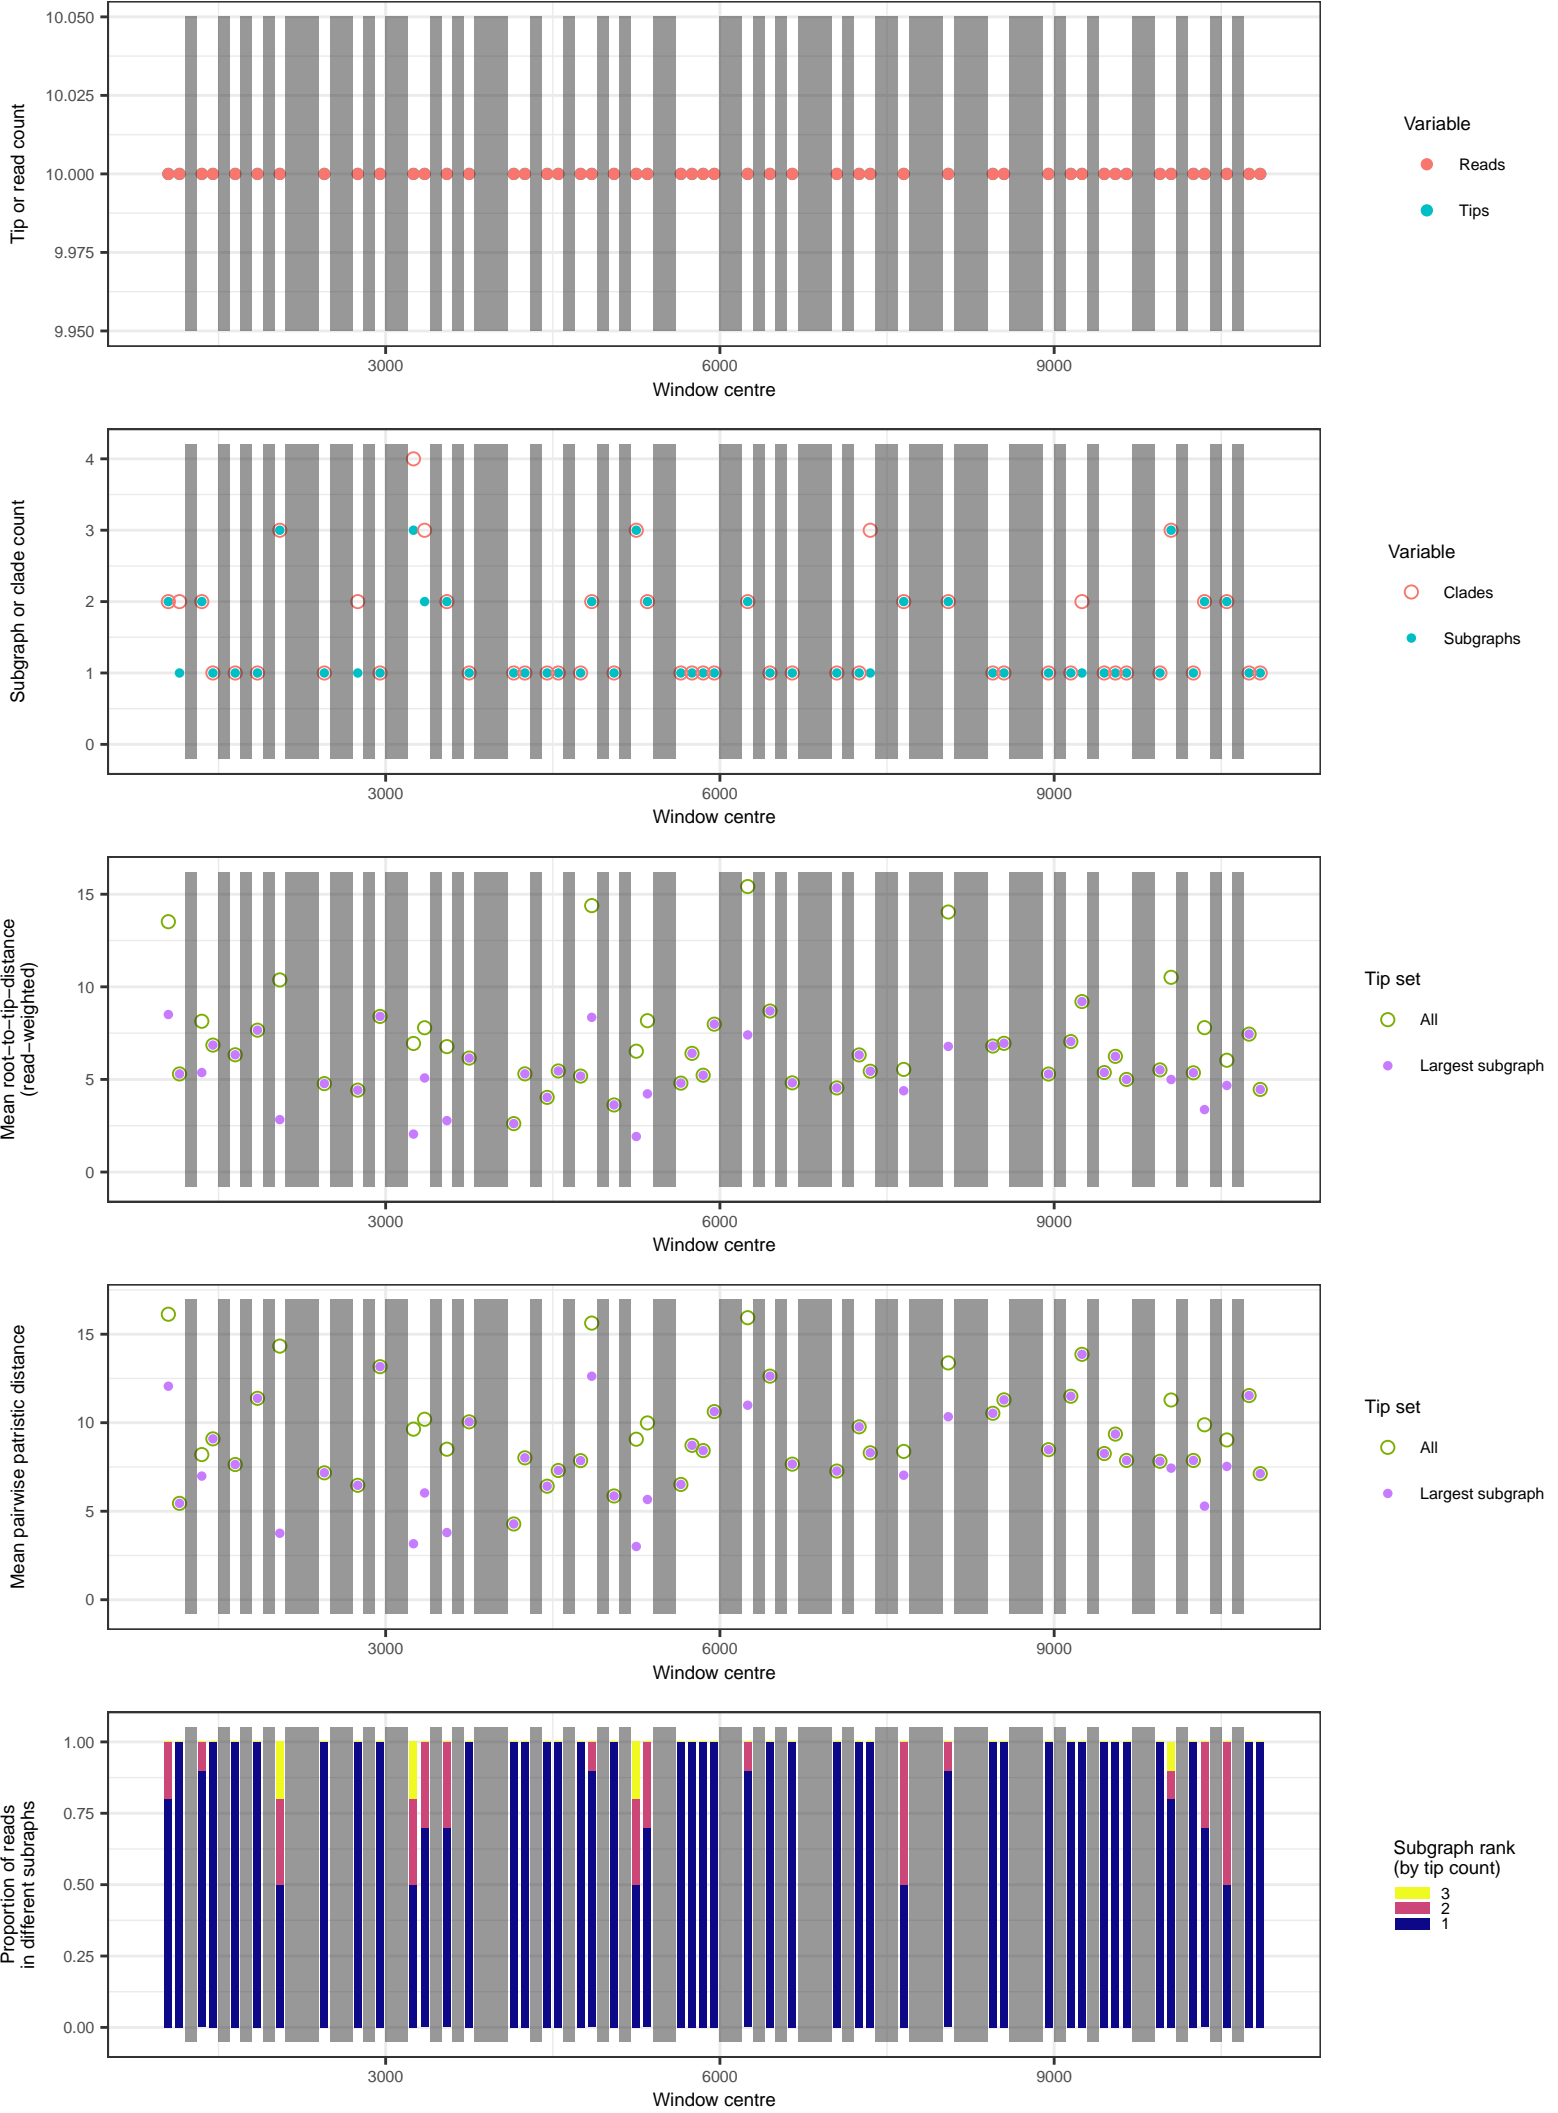 10.050
10.025
10.000
9.975
9.950
Tip or read count
3000
6000
9000
Window centre
Variable
Reads
Tips
4
3
2
1
0
Subgraph or clade count
3000
6000
9000
Window centre
Variable
Clades
Subgraphs
15
10
5
0
Mean root−to−tip−distance
(read−weighted)
3000
6000
9000
Window centre
Tip set
All
Largest subgraph
15
10
5
0
Mean pairwise patristic distance
3000
6000
9000
Window centre
Tip set
All
Largest subgraph
1.00
0.75
0.50
0.25
0.00
Proportion of reads
in different subraphs
3000
6000
9000
Window centre
Subgraph rank
(by tip count)
3
2
1